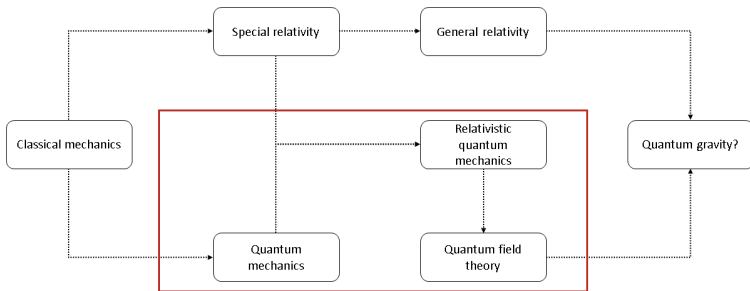 Special relativity
General relativity
Classical mechanics
Relativistic
quantum
mechanics
Quantum gravity?
Quantum
mechanics
Quantum field
theory